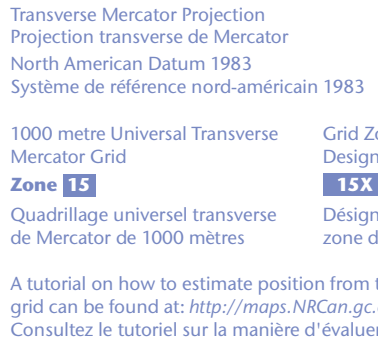 Transverse Mercator Projection
Projection transverse de Mercator
North American Datum 1983
Système de référence nord-américain 1983
1000 metre Universal Transverse
Mercator Grid
Zone 15
Quadrillage universel transverse
de Mercator de 1000 mètres
Grid
15X
zone
A tutorial on how to estimate position from
grid can be found at: http://maps.NRCan.gc.
Consultez le tutoriel sur la manière d'évaluer